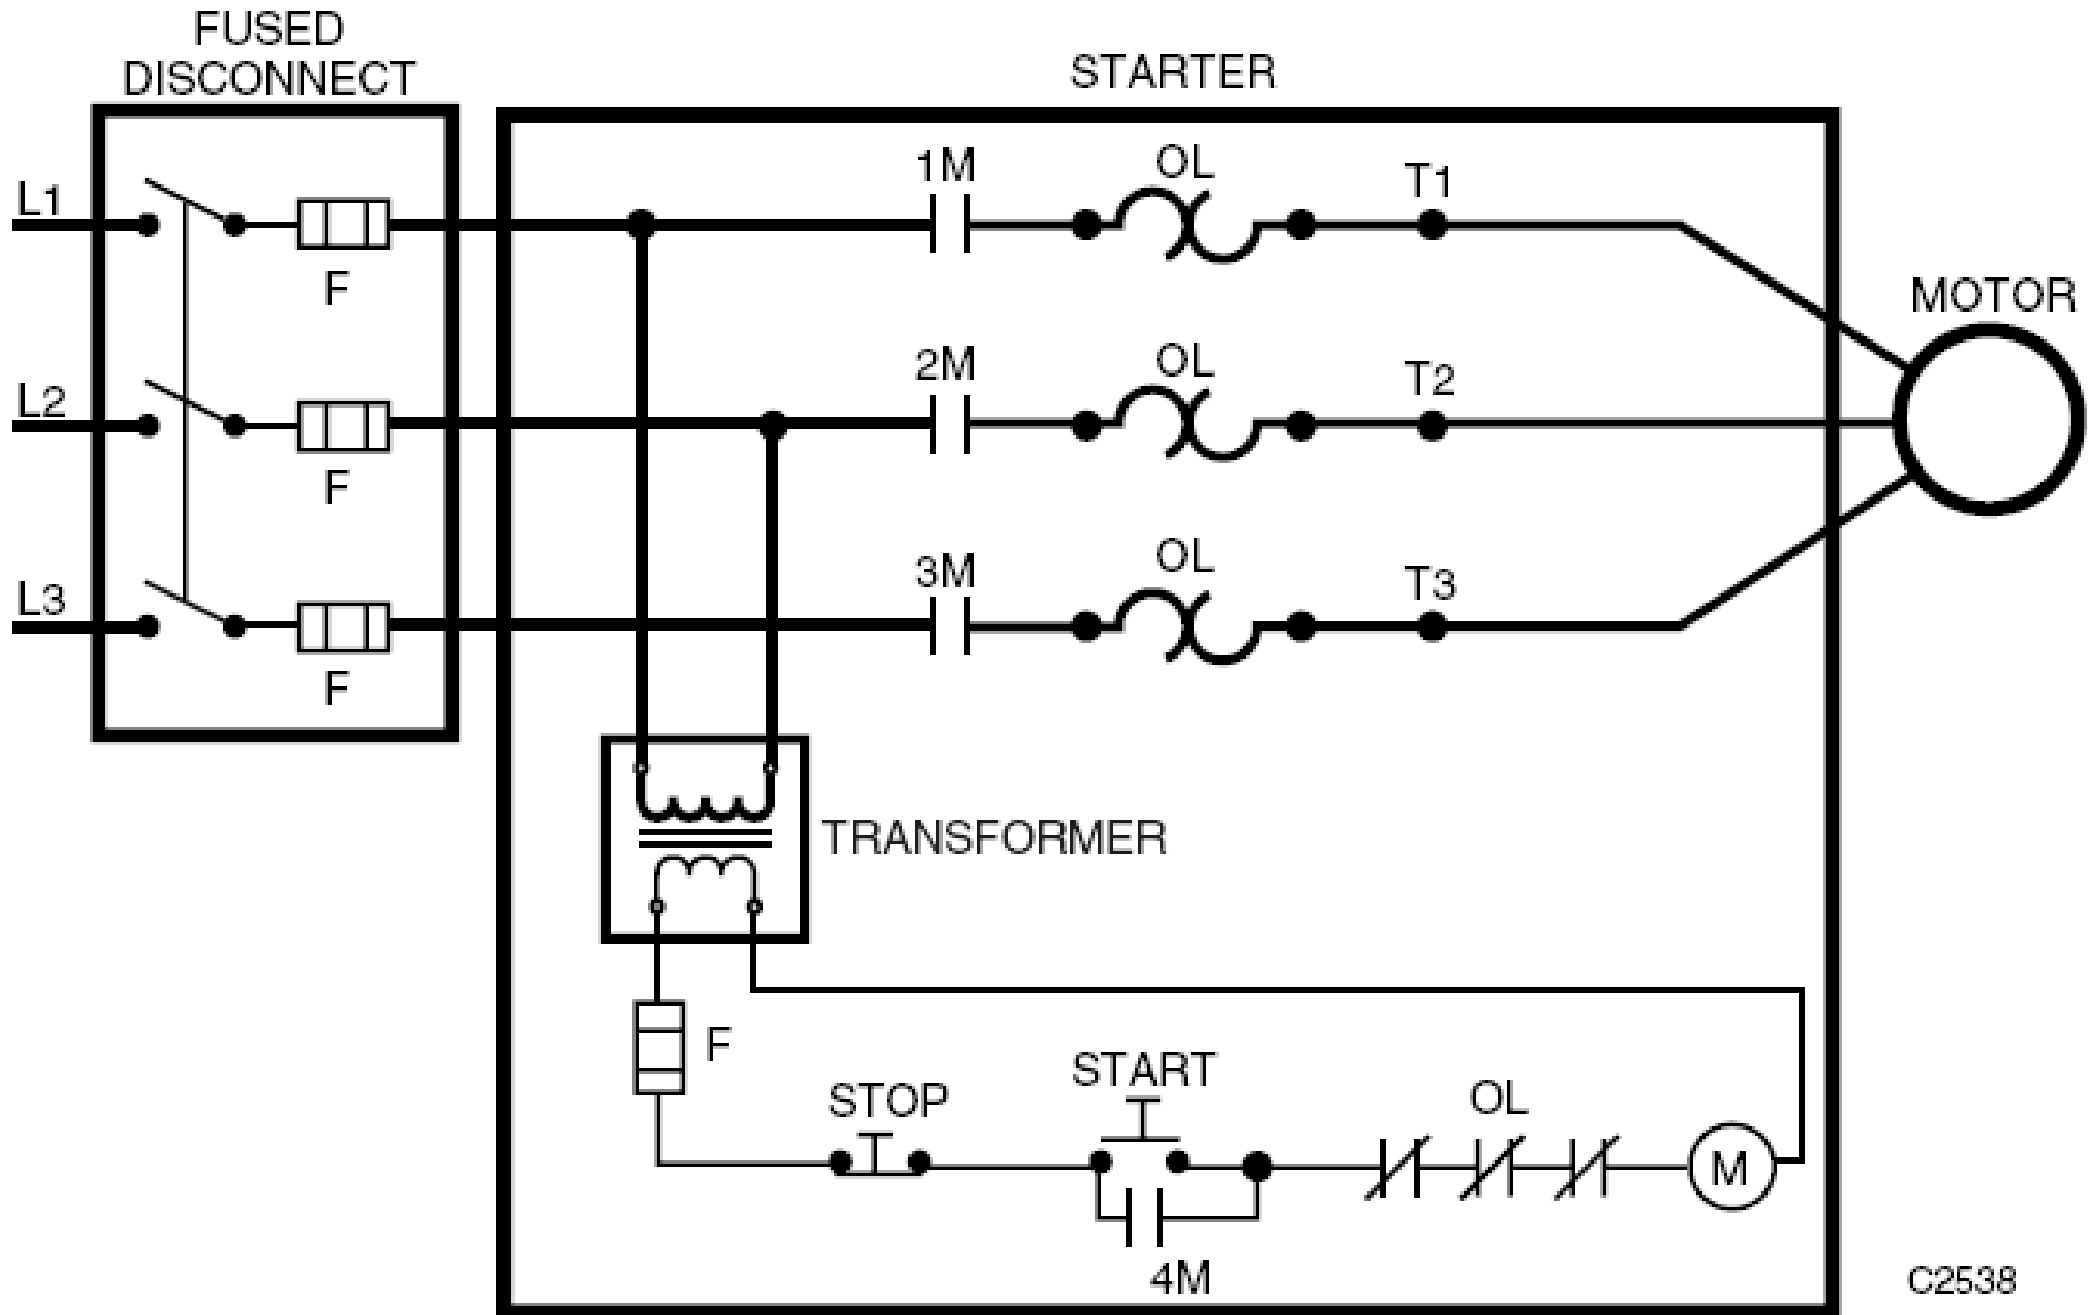 FUSED
DISCONNECT
STARTER
L1
F
1M
OL
T1
MOTOR
L2
F
2M
OL
T2
L3
F
3M
OL
T3
TRANSFORMER
F
STOP
START
OL
M
4M
C2538